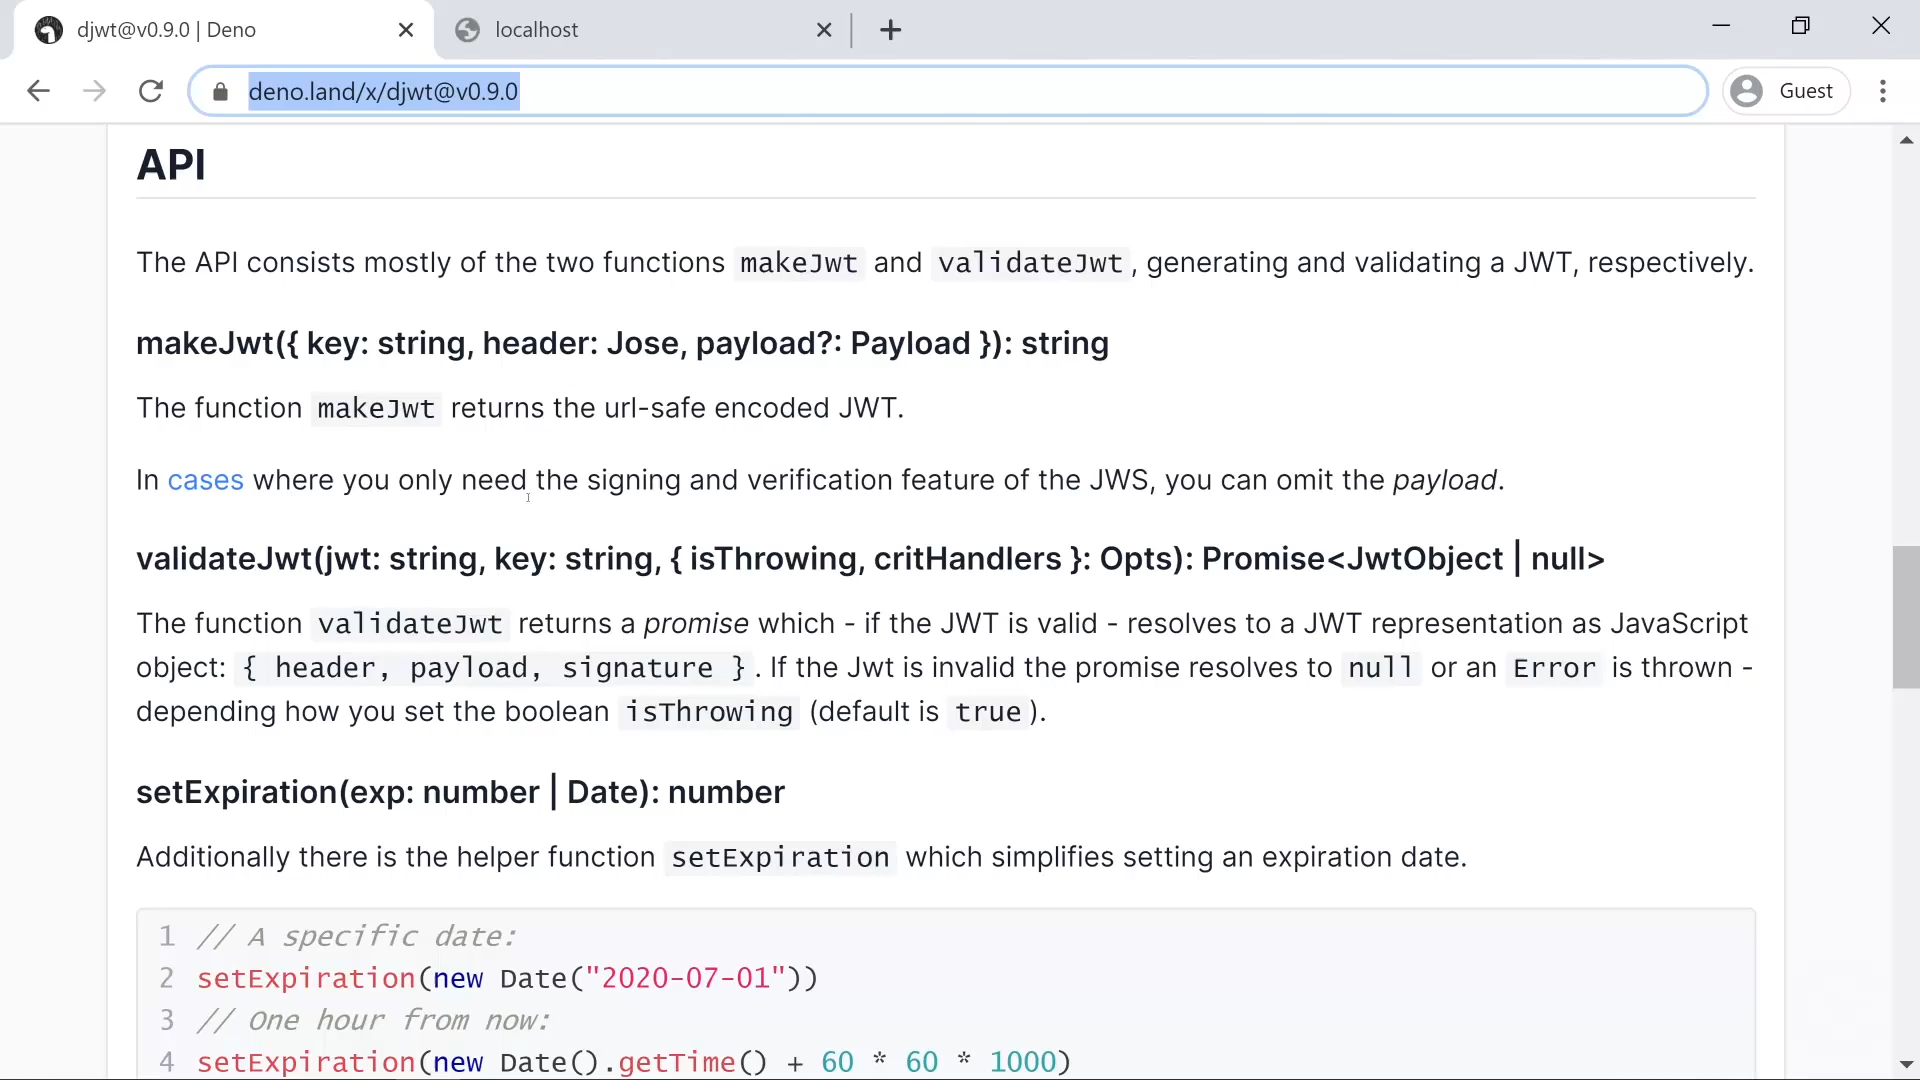 djwt@v0.9.0 | Deno
localhost
deno.land/x/djwt@v0.9.0
Guest
API
The API consists mostly of the two functions makeJwt and validateJwt, generating and validating a JWT, respectively.
makeJwt({ key: string, header: Jose, payload?: Payload }): string
The function makeJwt returns the url-safe encoded JWT.
In cases where you only need the signing and verification feature of the JWS, you can omit the payload.
validateJwt(jwt: string, key: string, { isThrowing, critHandlers }: Opts): Promise<JwtObject | null>
The function validateJwt returns a promise which - if the JWT is valid - resolves to a JWT representation as JavaScript
object: { header, payload, signature }. If the Jwt is invalid the promise resolves to null or an Error is thrown -
depending how you set the boolean isThrowing (default is true).
setExpiration(exp: number | Date): number
Additionally there is the helper function setExpiration which simplifies setting an expiration date.
1 // A specific date:
2 setExpiration(new Date("2020-07-01"))
3 // One hour from now:
4 setExpiration(new Date().getTime() + 60 * 60 * 1000)